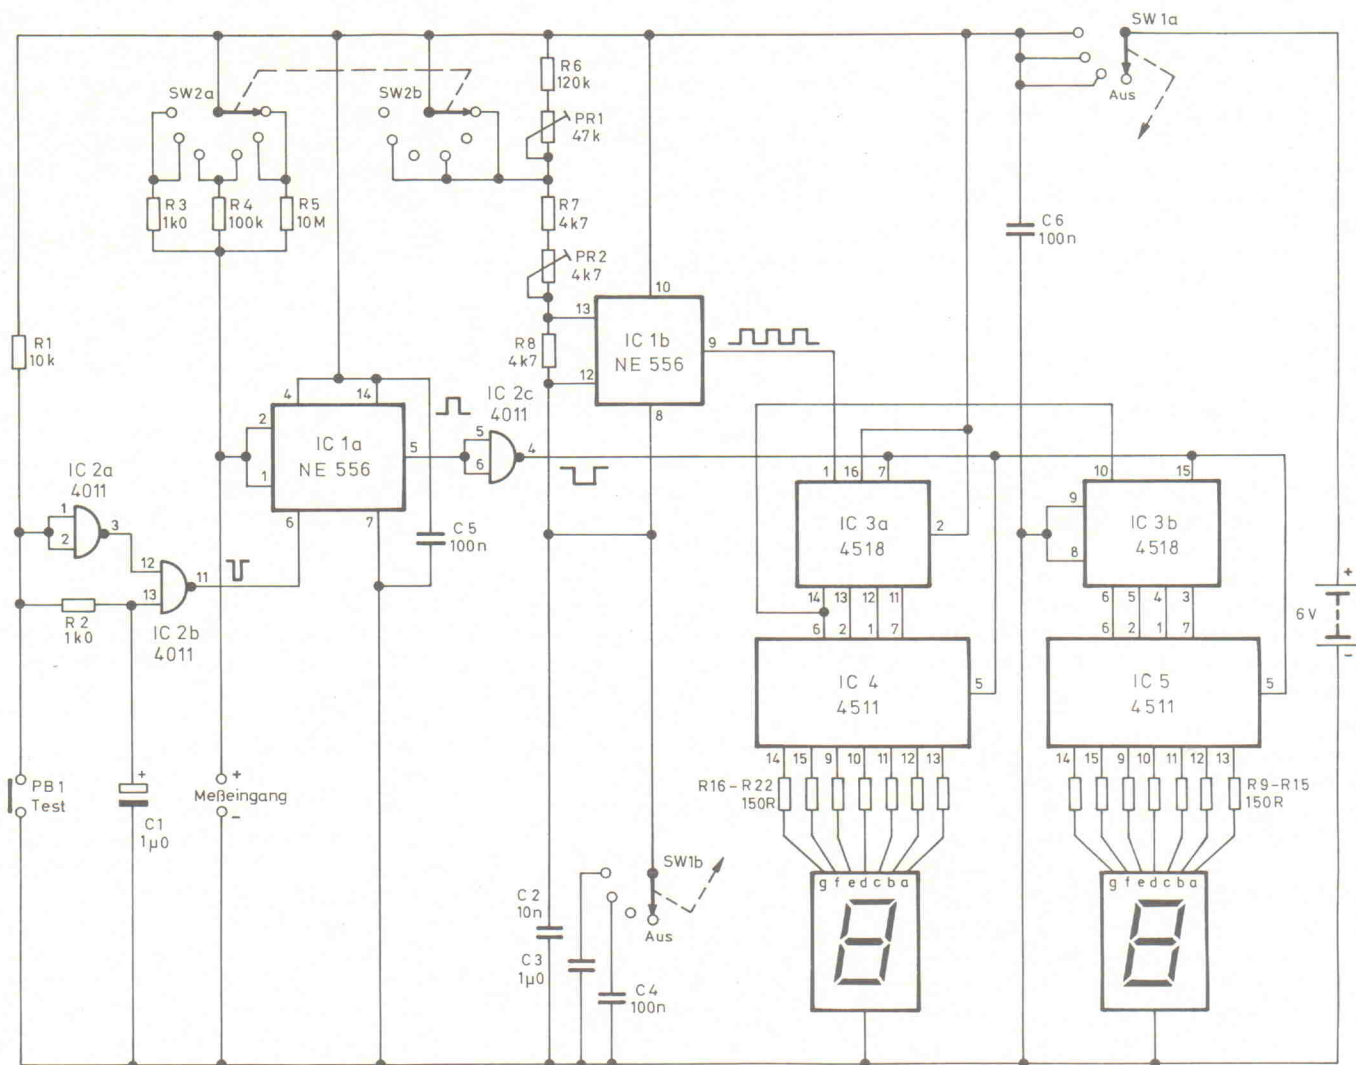 SW1a
Aus
SW2a
SW2b
R6
120k
PR1
47k
R3
1k0
R4
100k
R5
10M
R7
4k7
PR2
4k7
C6
100n
R1
10k
13
10
IC 1b
NE 556
9
R8
4k7
12
8
4
14
2
1
IC 1a
NE 556
5
6
7
IC 2c
4011
5
6
4
C5
100n
IC 2a
4011
1
2
3
12
13
11
IC 2b
4011
R2
1k0
1
16
7
IC 3a
4518
2
14
13
12
11
10
15
9
8
IC 3b
4518
6
5
4
3
6
2
1
7
IC 4
4511
5
14
15
9
10
11
12
13
6
2
1
7
IC 5
4511
5
14
15
9
10
11
12
13
+
6V
-
PB1
Test
+
C1
1µ0
+
Meßeingang
-
R16-R22
150R
R9-R15
150R
g f e d c b a
g f e d c b a
SW1b
Aus
C2
10n
C3
1µ0
C4
100n